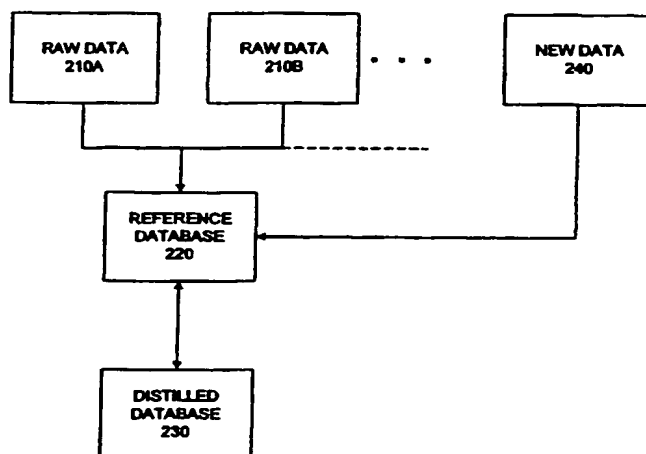 RAW DATA
210A
RAW DATA
210B
. . .
NEW DATA
240
REFERENCE
DATABASE
220
DISTILLED
DATABASE
230